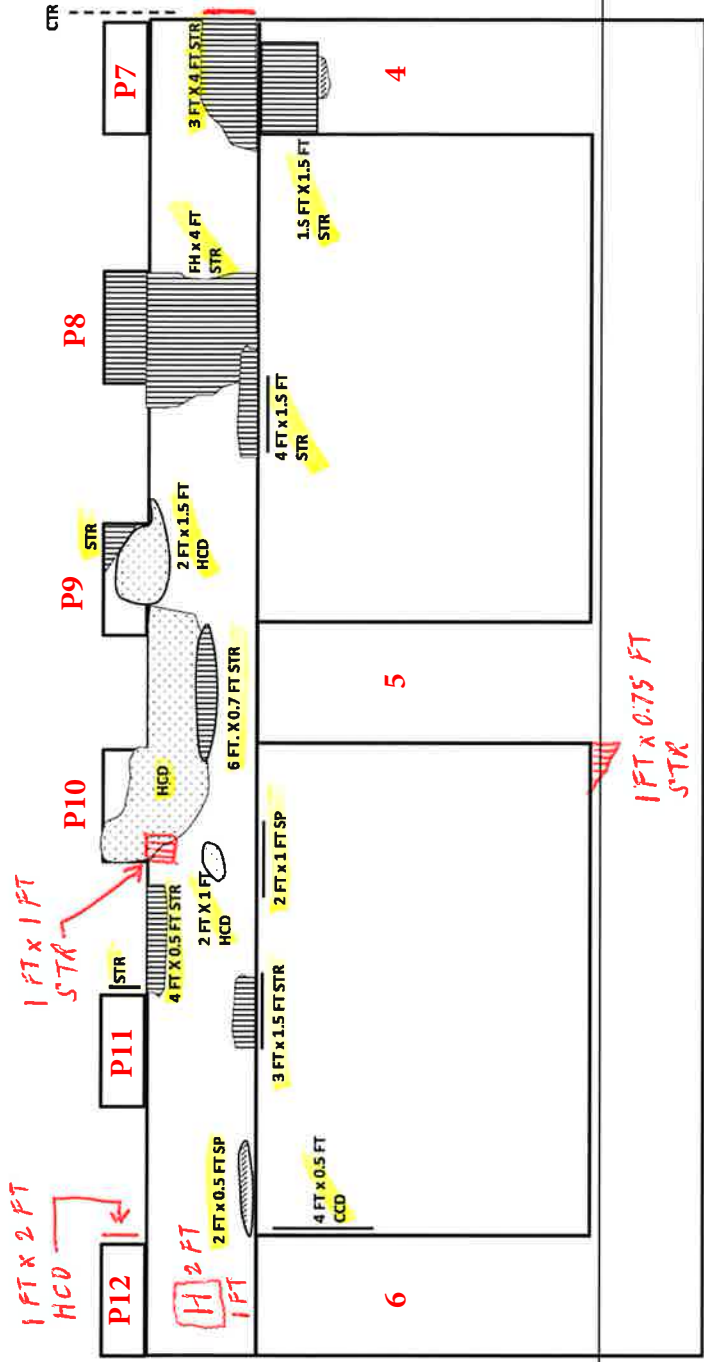 CTR
1 FT X 2 FT
HCD
1 FT X 1 FT
STR
P12
P11
P10
P9
P8
P7
STR
STR
3 FT X 4 FT STR
FH x 4 FT
STR
HCD
2 FT X 1.5 FT
HCD
4 FT X 0.5 FT STR
2 FT X 1 FT
HCD
6 FT. X 0.7 FT STR
H 2 FT
1 FT
2 FT x 0.5 FT SP
3 FT x 1.5 FT STR
2 FT x 1 FT SP
4 FT x 1.5 FT
STR
1.5 FT X 1.5 FT
STR
4 FT x 0.5 FT
CCD
6
5
4
1 FT X 0.75 FT
STR